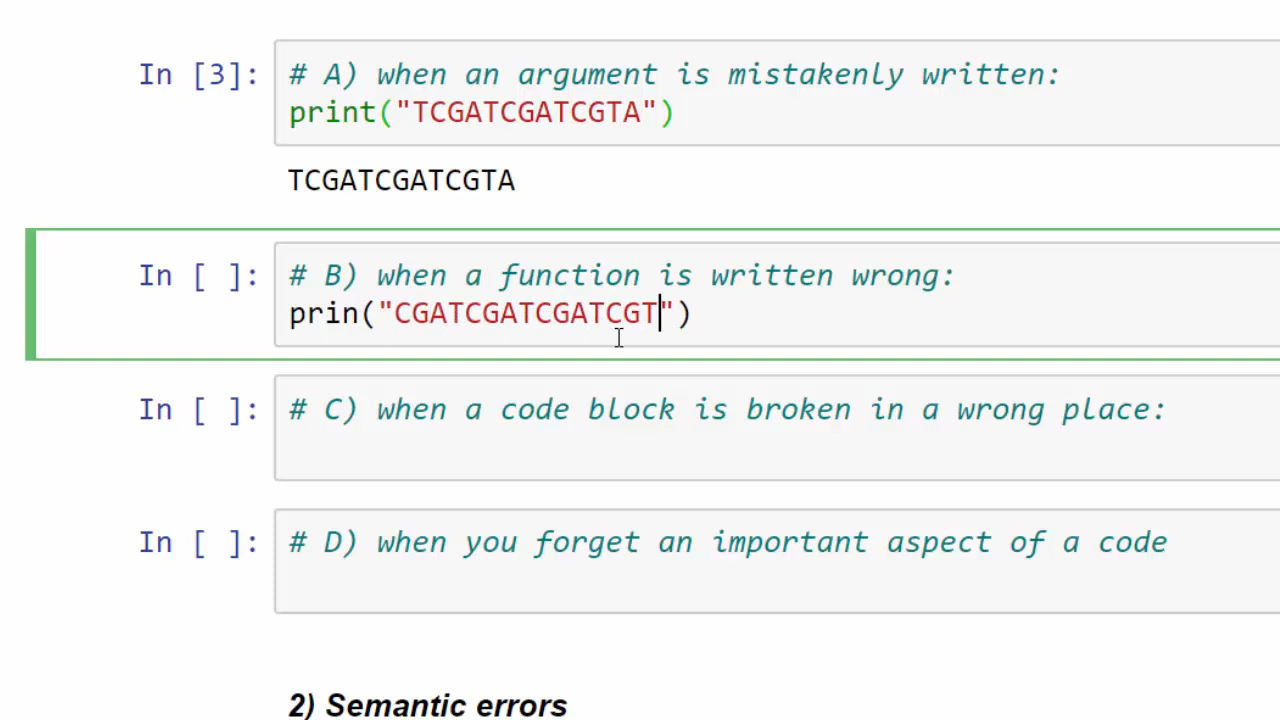 In [3]: # A) when an argument is mistakenly written:
print("TCGATCGATCGTA")
TCGATCGATCGTA
In [ ]: # B) when a function is written wrong:
prin("CGATCGATCGATCGT")
In [ ]: # C) when a code block is broken in a wrong place:
In [ ]: # D) when you forget an important aspect of a code
2) Semantic errors